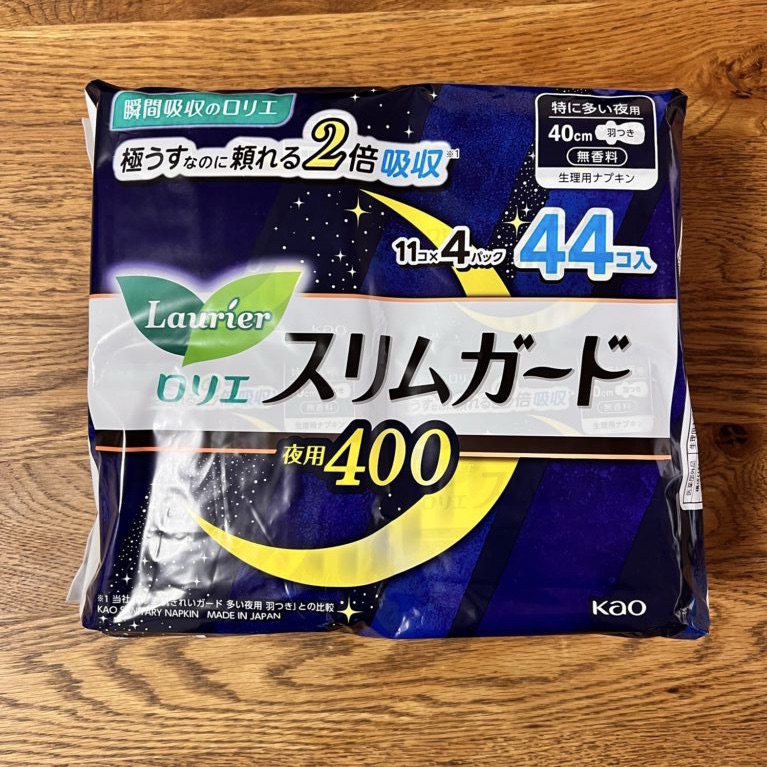 瞬間吸収のロリエ
極うすなのに頼れる2倍吸収※1
特に多い夜用
40cm 羽つき
無香料
生理用ナプキン
11コ×4パック 44コ入
Laurier
ロリエ スリムガード
夜用400
※1 当社 きれいガード 多い夜用 羽つき」との比較
KAO SANITARY NAPKIN MADE IN JAPAN
Kao